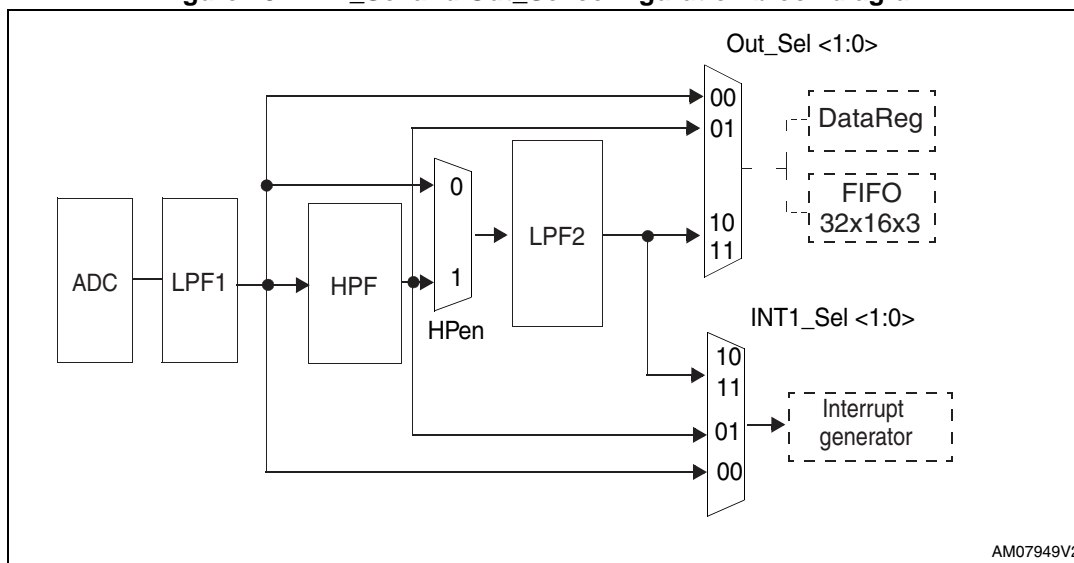 Out_Sel <1:0>
00
01
DataReg
0
FIFO
32x16x3
10
11
LPF2
ADC
LPF1
HPF
1
HPen
INT1_Sel <1:0>
10
11
01
00
Interrupt
generator
AM07949V2